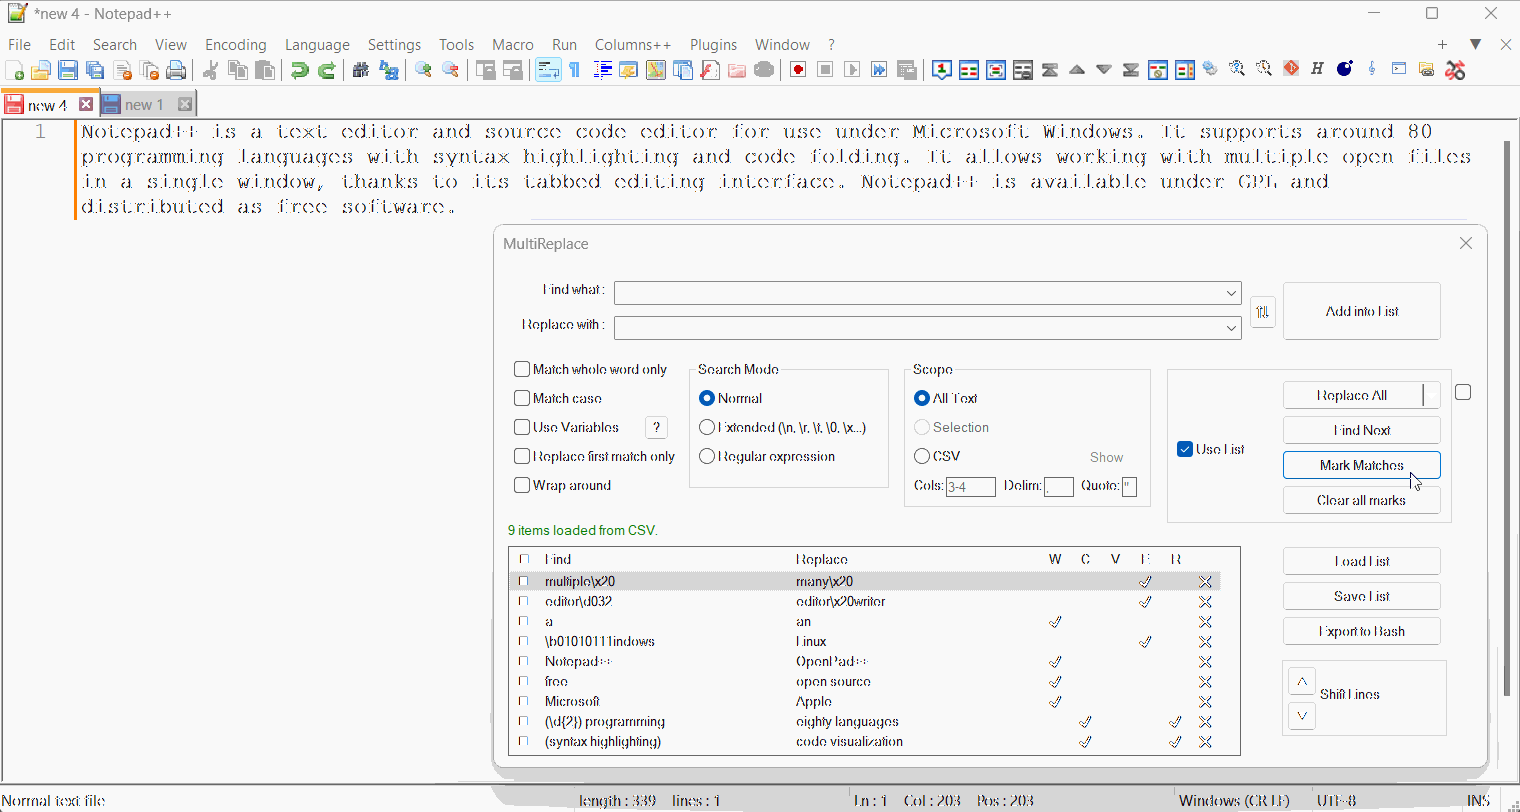 *new 4 - Notepad++
File Edit Search View Encoding Language Settings Tools Macro Run Columns++ Plugins Window ?
new 4 new 1
1 Notepad++ is a text editor and source code editor for use under Microsoft Windows. It supports around 80
programming languages with syntax highlighting and code folding. It allows working with multiple open files
in a single window, thanks to its tabbed editing interface. Notepad++ is available under GPL and
distributed as free software.
MultiReplace
Find what:
Replace with:
Add into List
Match whole word only
Match case
Use Variables ?
Replace first match only
Wrap around
Search Mode
Normal
Extended (\n, \r, \t, \0, \x...)
Regular expression
Scope
All Text
Selection
CSV Show
Cols: 3-4 Delim: , Quote: "
Use List
Replace All
Find Next
Mark Matches
Clear all marks
9 items loaded from CSV.
Find Replace W C V E R
multiple\x20 many\x20
editor\d032 editor\x20writer
a an
\b01010111indows Linux
Notepad++ OpenPad++
free open source
Microsoft Apple
(\d{2}) programming eighty languages
(syntax highlighting) code visualization
Load List
Save List
Export to Bash
Shift Lines
Normal text file length : 339 lines : 1 Ln : 1 Col : 203 Pos : 203 Windows (CR LF) UTF-8 INS